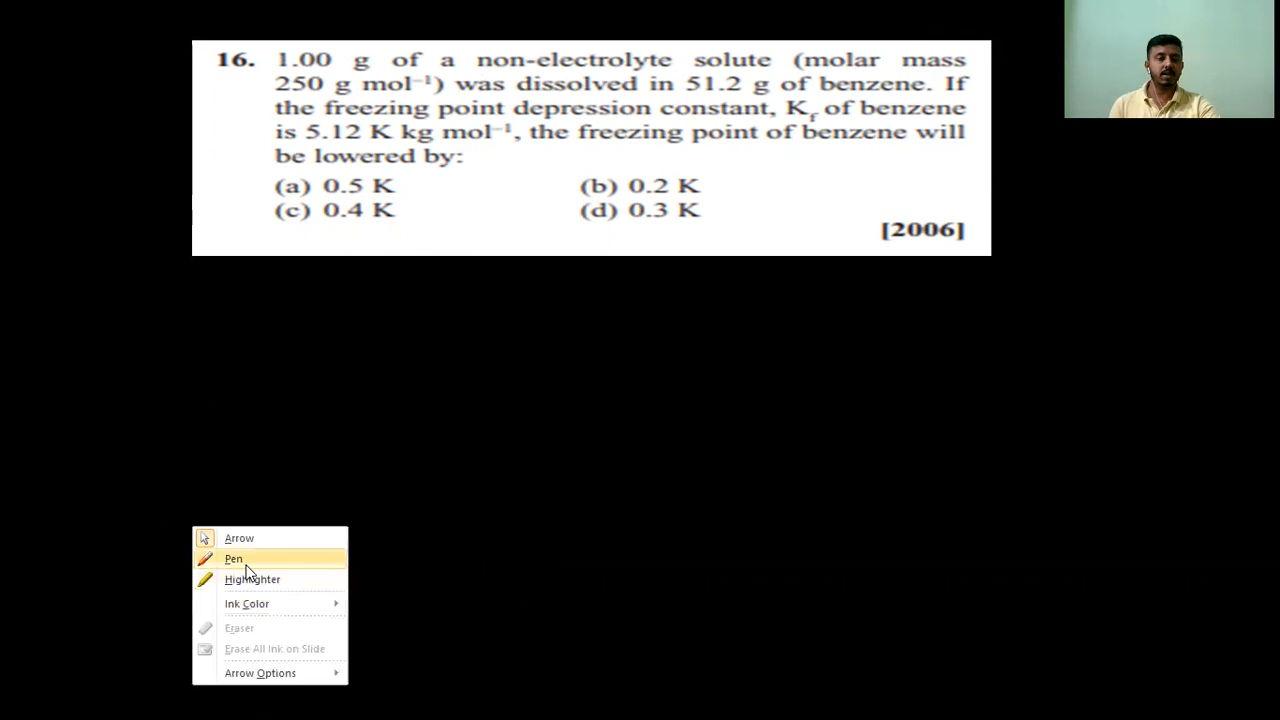 16. 1.00 g of a non-electrolyte solute (molar mass
250 g mol⁻¹) was dissolved in 51.2 g of benzene. If
the freezing point depression constant, K_f of benzene
is 5.12 K kg mol⁻¹, the freezing point of benzene will
be lowered by:
(a) 0.5 K (b) 0.2 K
(c) 0.4 K (d) 0.3 K
[2006]
Arrow
Pen
Highlighter
Ink Color
Eraser
Erase All Ink on Slide
Arrow Options